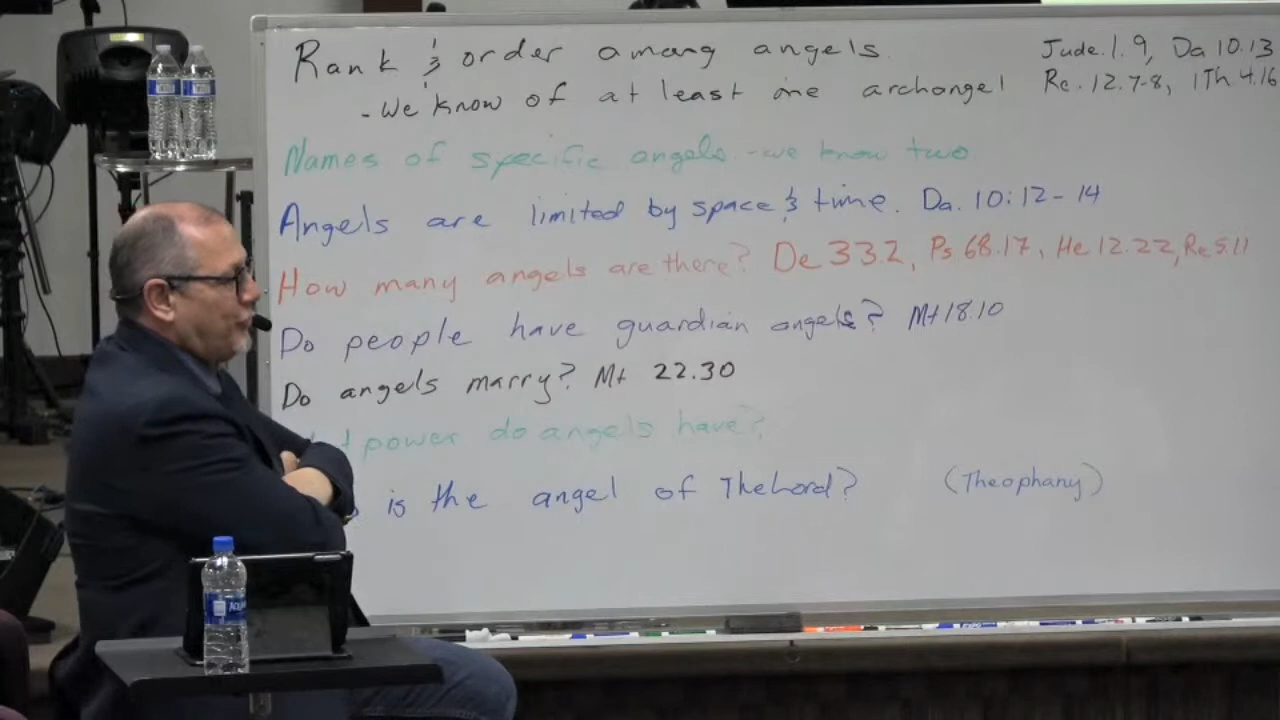 Rank & order among angels. Jude.1.9, Da 10.13
- We know of at least one archangel Re.12.7-8, 1Th.4.16
Names of specific angels - we know two
Angels are limited by space & time. Da. 10:12-14
How many angels are there? De 33.2, Ps 68.17, He 12.22, Re 5.11
Do people have guardian angels? Mt 18.10
Do angels marry? Mt 22.30
power do angels have?
is the angel of The Lord? (Theophany)